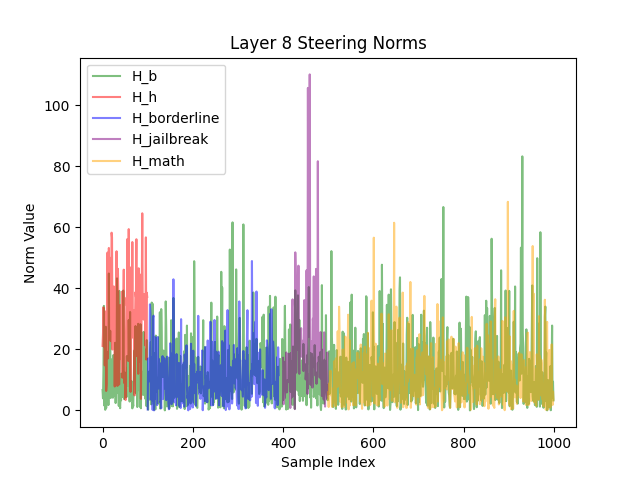 Layer 8 Steering Norms
H_b
H_h
H_borderline
H_jailbreak
H_math
Norm Value
100
80
60
40
20
0
0 200 400 600 800 1000
Sample Index